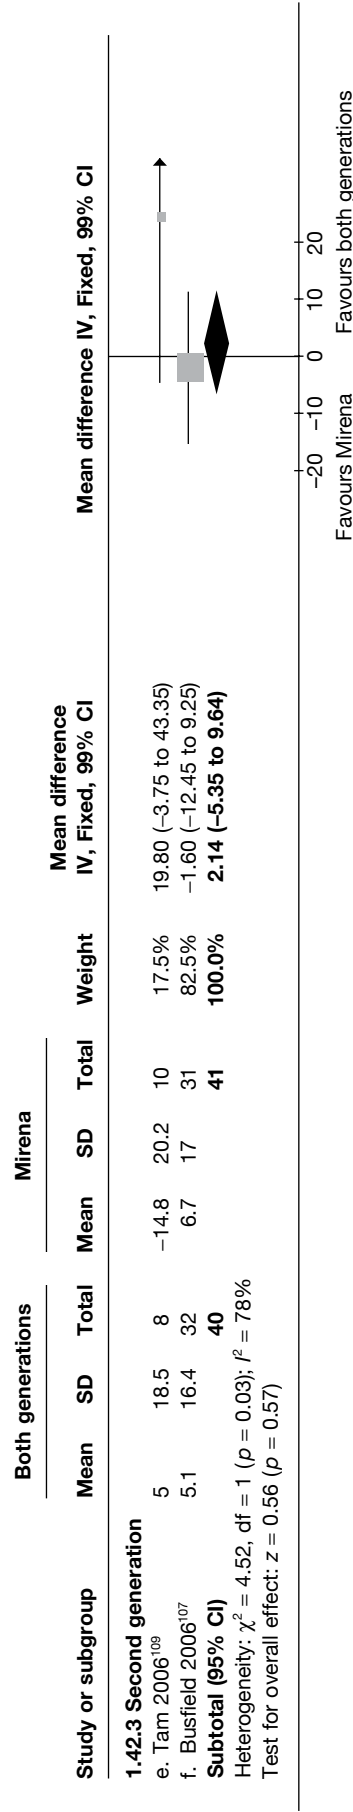 Both generations Mirena Mean difference
Study or subgroup Mean SD Total Mean SD Total Weight IV, Fixed, 99% CI Mean difference IV, Fixed, 99% CI
1.42.3 Second generation
e. Tam 2006¹⁰⁹ 5 18.5 8 −14.8 20.2 10 17.5% 19.80 (−3.75 to 43.35)
f. Busfield 2006¹⁰⁷ 5.1 16.4 32 6.7 17 31 82.5% −1.60 (−12.45 to 9.25)
Subtotal (95% CI) 40 41 100.0% 2.14 (−5.35 to 9.64)
Heterogeneity: χ² = 4.52, df = 1 (p = 0.03); I² = 78%
Test for overall effect: z = 0.56 (p = 0.57)
−20 −10 0 10 20
Favours Mirena Favours both generations